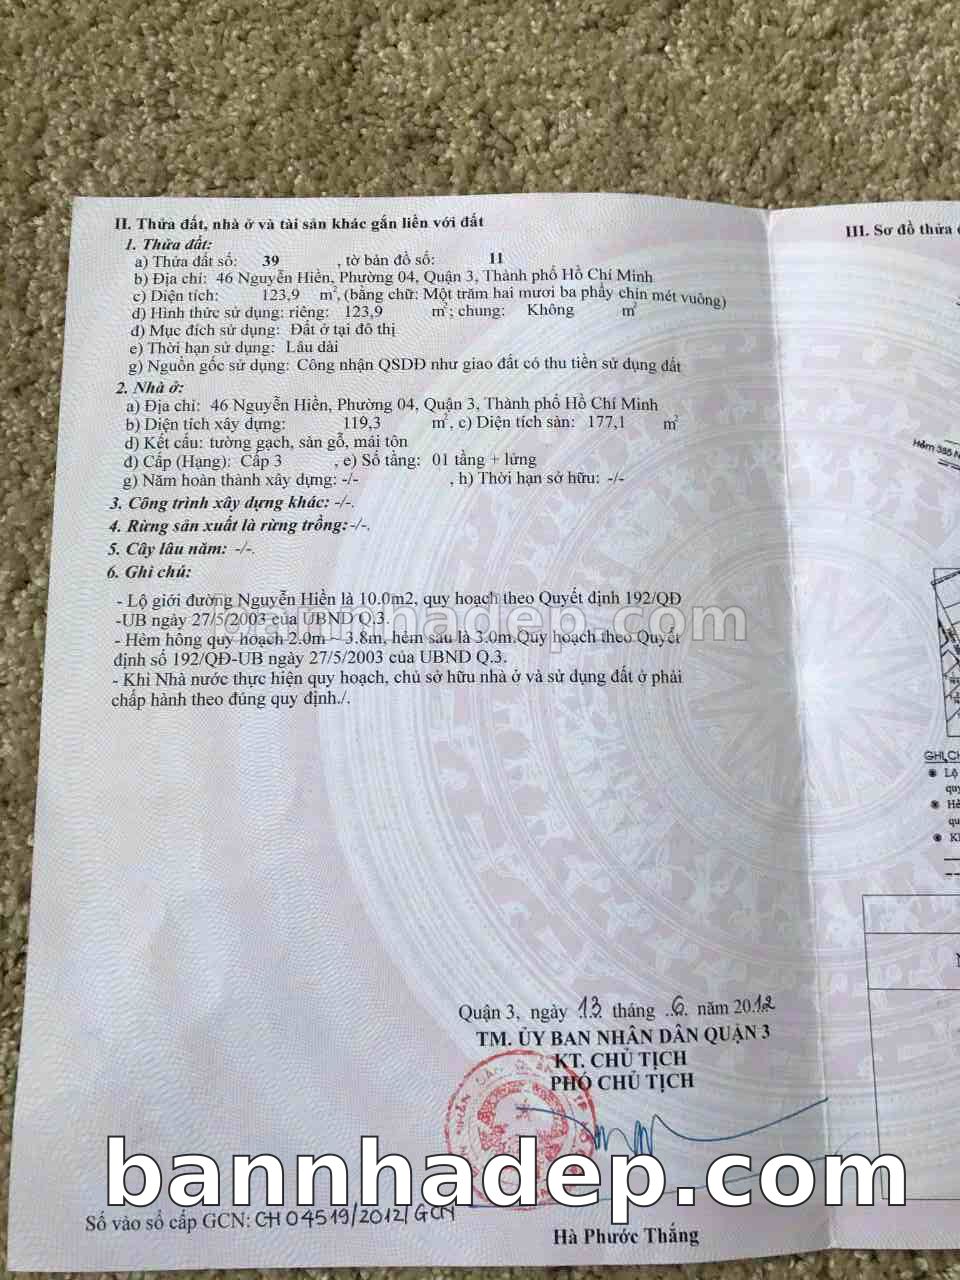 II. Thửa đất, nhà ở và tài sản khác gắn liền với đất
1. Thửa đất:
a) Thửa đất số: 39 , tờ bản đồ số: 11
b) Địa chỉ: 46 Nguyễn Hiền, Phường 04, Quận 3, Thành phố Hồ Chí Minh
c) Diện tích: 123,9 m², (bằng chữ: Một trăm hai mươi ba phẩy chín mét vuông)
d) Hình thức sử dụng: riêng: 123,9 m²; chung: Không m²
đ) Mục đích sử dụng: Đất ở tại đô thị
e) Thời hạn sử dụng: Lâu dài
g) Nguồn gốc sử dụng: Công nhận QSDĐ như giao đất có thu tiền sử dụng đất
2. Nhà ở:
a) Địa chỉ: 46 Nguyễn Hiền, Phường 04, Quận 3, Thành phố Hồ Chí Minh
b) Diện tích xây dựng: 119,3 m², c) Diện tích sàn: 177,1 m²
d) Kết cấu: tường gạch, sàn gỗ, mái tôn
đ) Cấp (Hạng): Cấp 3 , e) Số tầng: 01 tầng + lửng
g) Năm hoàn thành xây dựng: -/- , h) Thời hạn sở hữu: -/-
3. Công trình xây dựng khác: -/-.
4. Rừng sản xuất là rừng trồng:-/-.
5. Cây lâu năm: -/-.
6. Ghi chú:
- Lộ giới đường Nguyễn Hiền là 10.0m2, quy hoạch theo Quyết định 192/QĐ
-UB ngày 27/5/2003 của UBND Q.3.
- Hẻm hông quy hoạch 2.0m ~ 3.8m, hẻm sau là 3.0m.Quy hoạch theo Quyết
định số 192/QĐ-UB ngày 27/5/2003 của UBND Q.3.
- Khi Nhà nước thực hiện quy hoạch, chủ sở hữu nhà ở và sử dụng đất ở phải
chấp hành theo đúng quy định./.
bannhadep.com
Quận 3, ngày 13 tháng 6 năm 2012
TM. ỦY BAN NHÂN DÂN QUẬN 3
KT. CHỦ TỊCH
PHÓ CHỦ TỊCH
bannhadep.com
Số vào sổ cấp GCN: CH04519/2012/GCN
Hà Phước Thắng
III. Sơ đồ thửa
Hẻm 385
GHI CH
Lộ
quy
Hẻ
qu